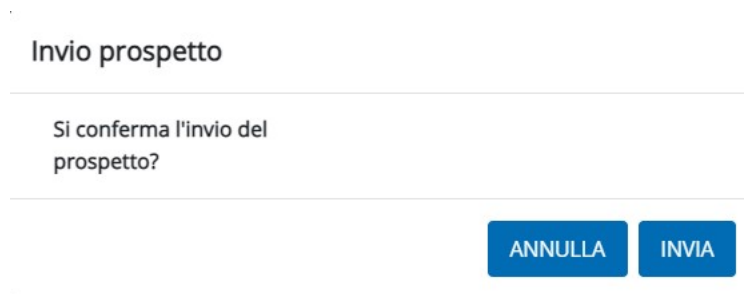 Invio prospetto
Si conferma l'invio del
prospetto?
ANNULLA INVIA